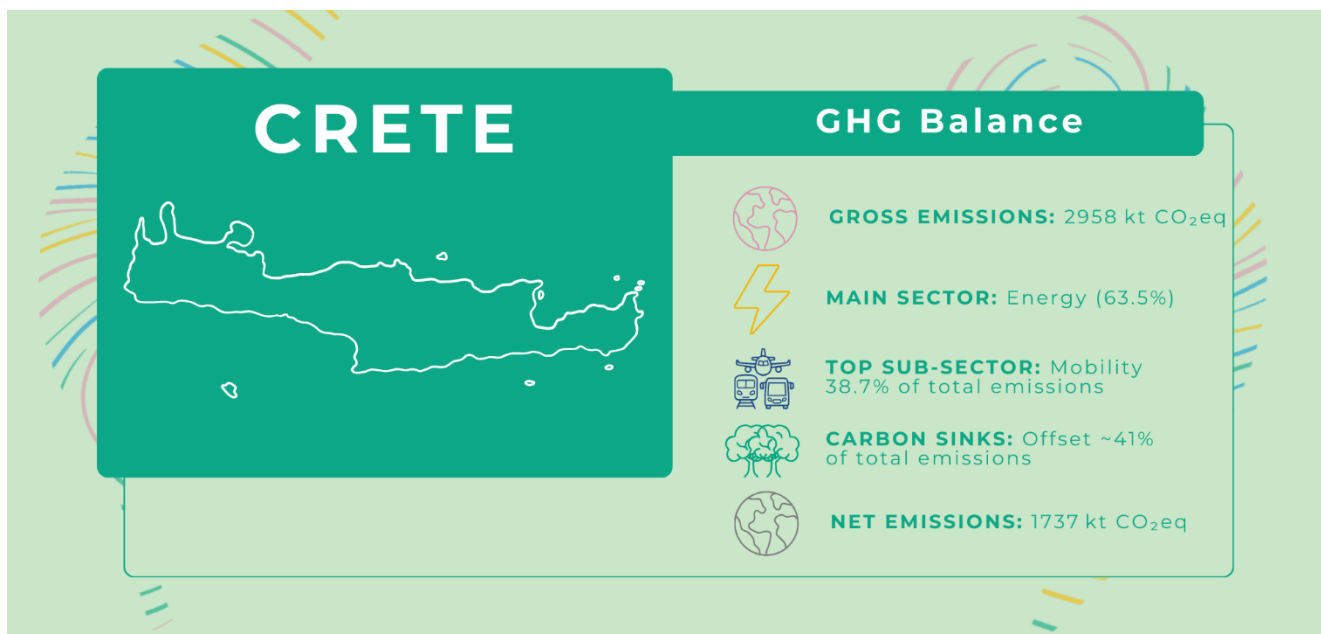 CRETE
GHG Balance
GROSS EMISSIONS: 2958 kt CO₂eq
MAIN SECTOR: Energy (63.5%)
TOP SUB-SECTOR: Mobility
38.7% of total emissions
CARBON SINKS: Offset ~41%
of total emissions
NET EMISSIONS: 1737 kt CO₂eq